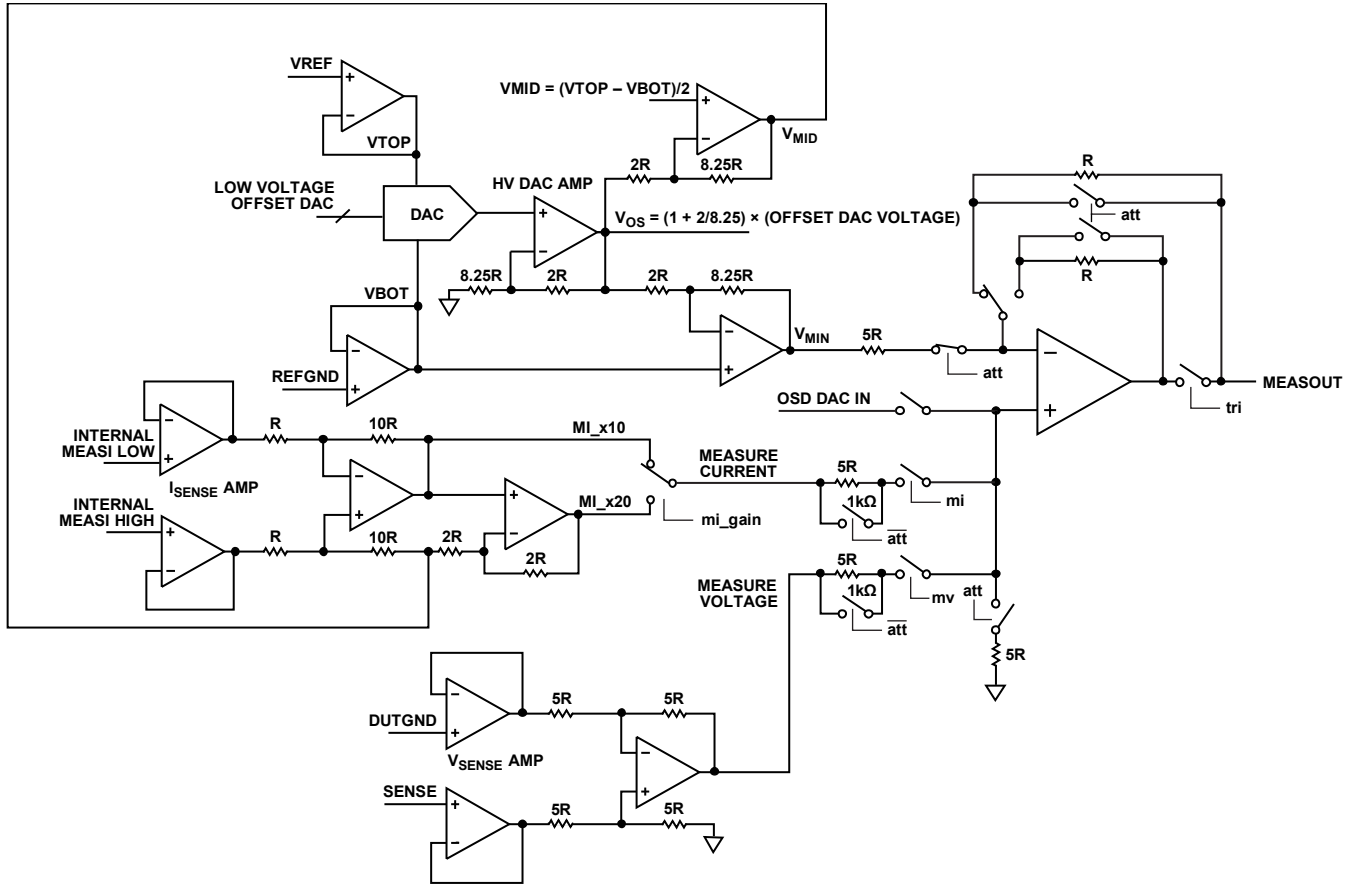 VREF
VTOP
LOW VOLTAGE
OFFSET DAC
DAC
VBOT
REFGND
VMID = (VTOP – VBOT)/2
VMID
2R
8.25R
HV DAC AMP
VOS = (1 + 2/8.25) × (OFFSET DAC VOLTAGE)
8.25R
2R
2R
8.25R
VMIN
5R
att
R
att
R
MEASOUT
tri
OSD DAC IN
INTERNAL
MEASI LOW
ISENSE AMP
INTERNAL
MEASI HIGH
R
10R
R
10R
2R
2R
MI_x10
MI_x20
mi_gain
MEASURE
CURRENT
5R
1kΩ
att
mi
MEASURE
VOLTAGE
5R
1kΩ
att
mv
att
5R
DUTGND
VSENSE AMP
SENSE
5R
5R
5R
5R